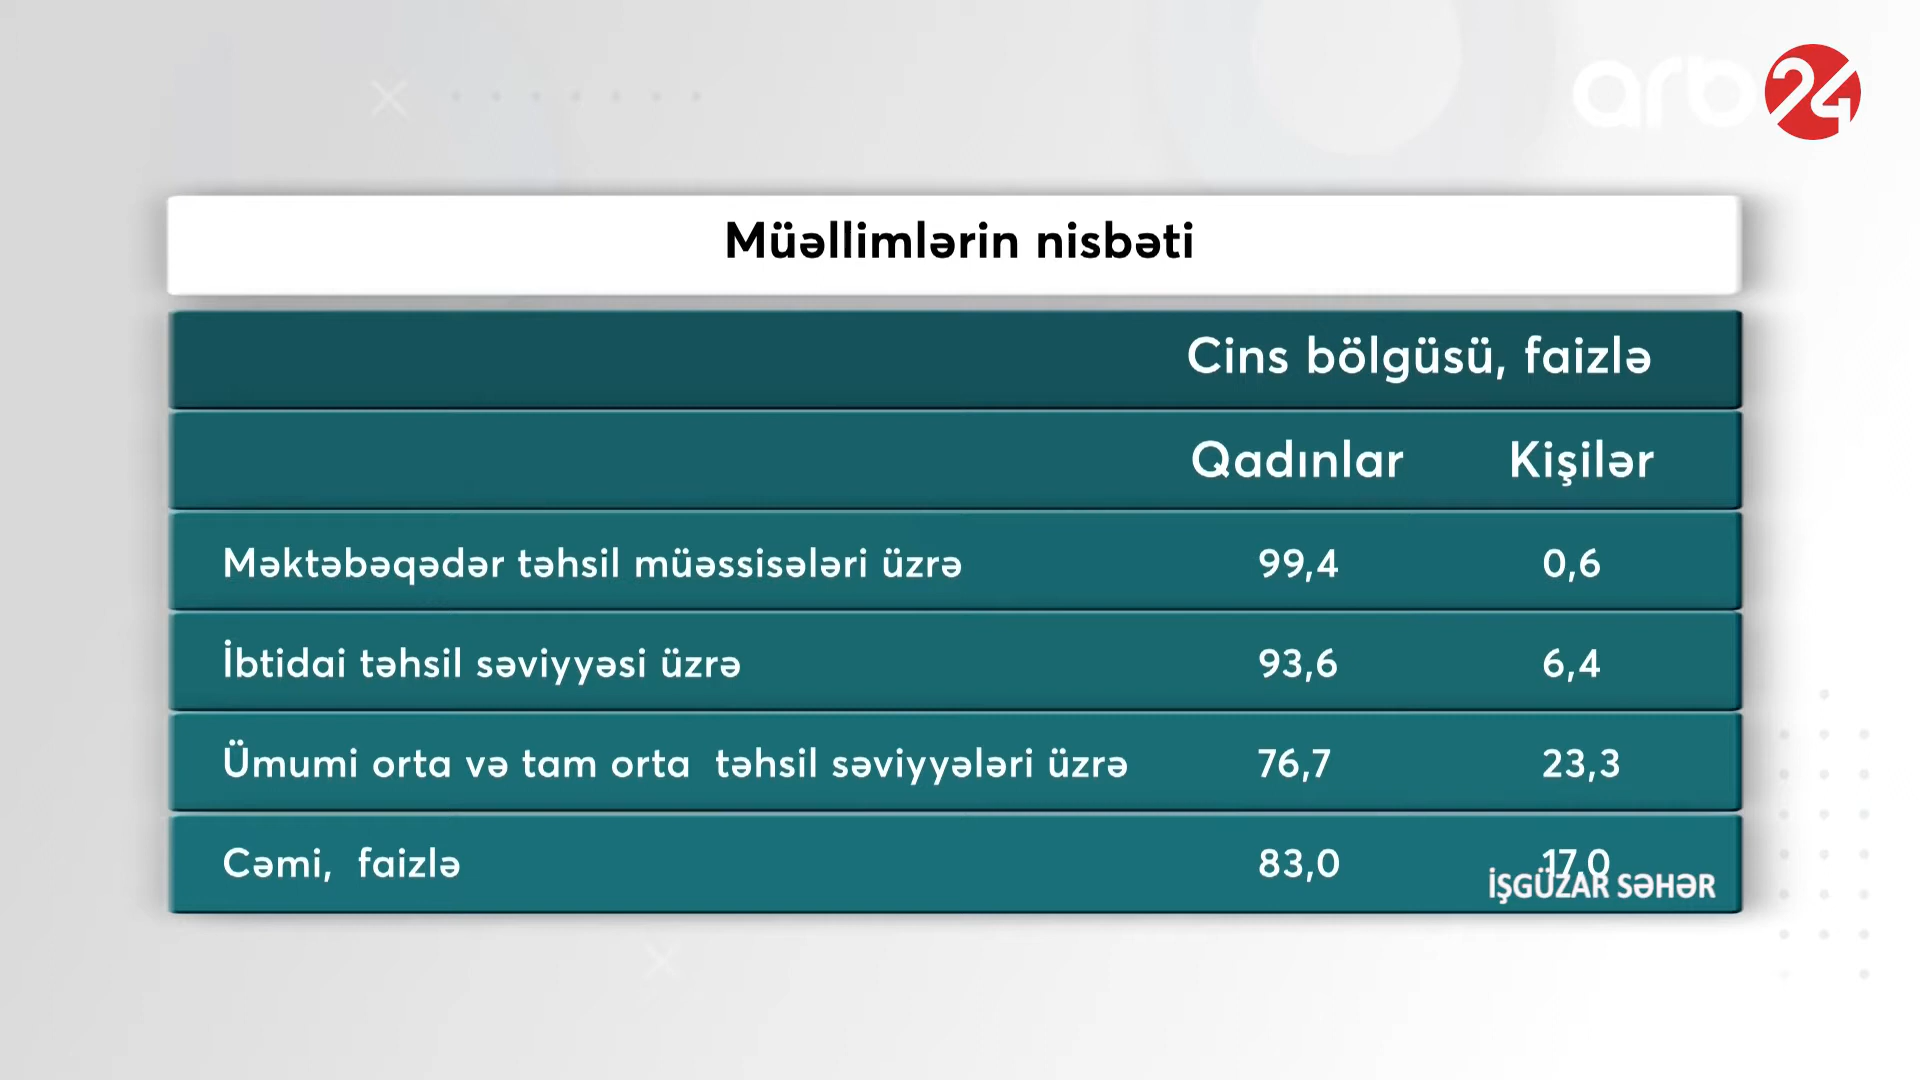 arb 24
Müəllimlərin nisbəti
Cins bölgüsü, faizlə
Qadınlar Kişilər
Məktəbəqədər təhsil müəssisələri üzrə 99,4 0,6
İbtidai təhsil səviyyəsi üzrə 93,6 6,4
Ümumi orta və tam orta təhsil səviyyələri üzrə 76,7 23,3
Cəmi, faizlə 83,0 17,0
İŞGÜZAR SƏHƏR